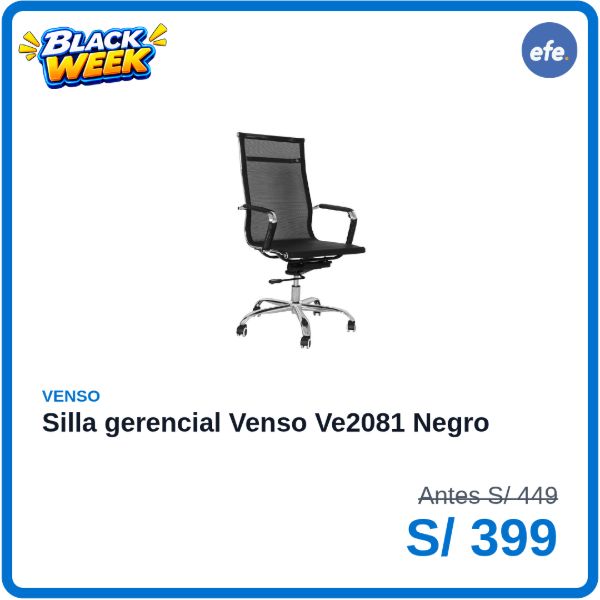 BLACK
WEEK
efe.
VENSO
Silla gerencial Venso Ve2081 Negro
Antes S/ 449
S/ 399